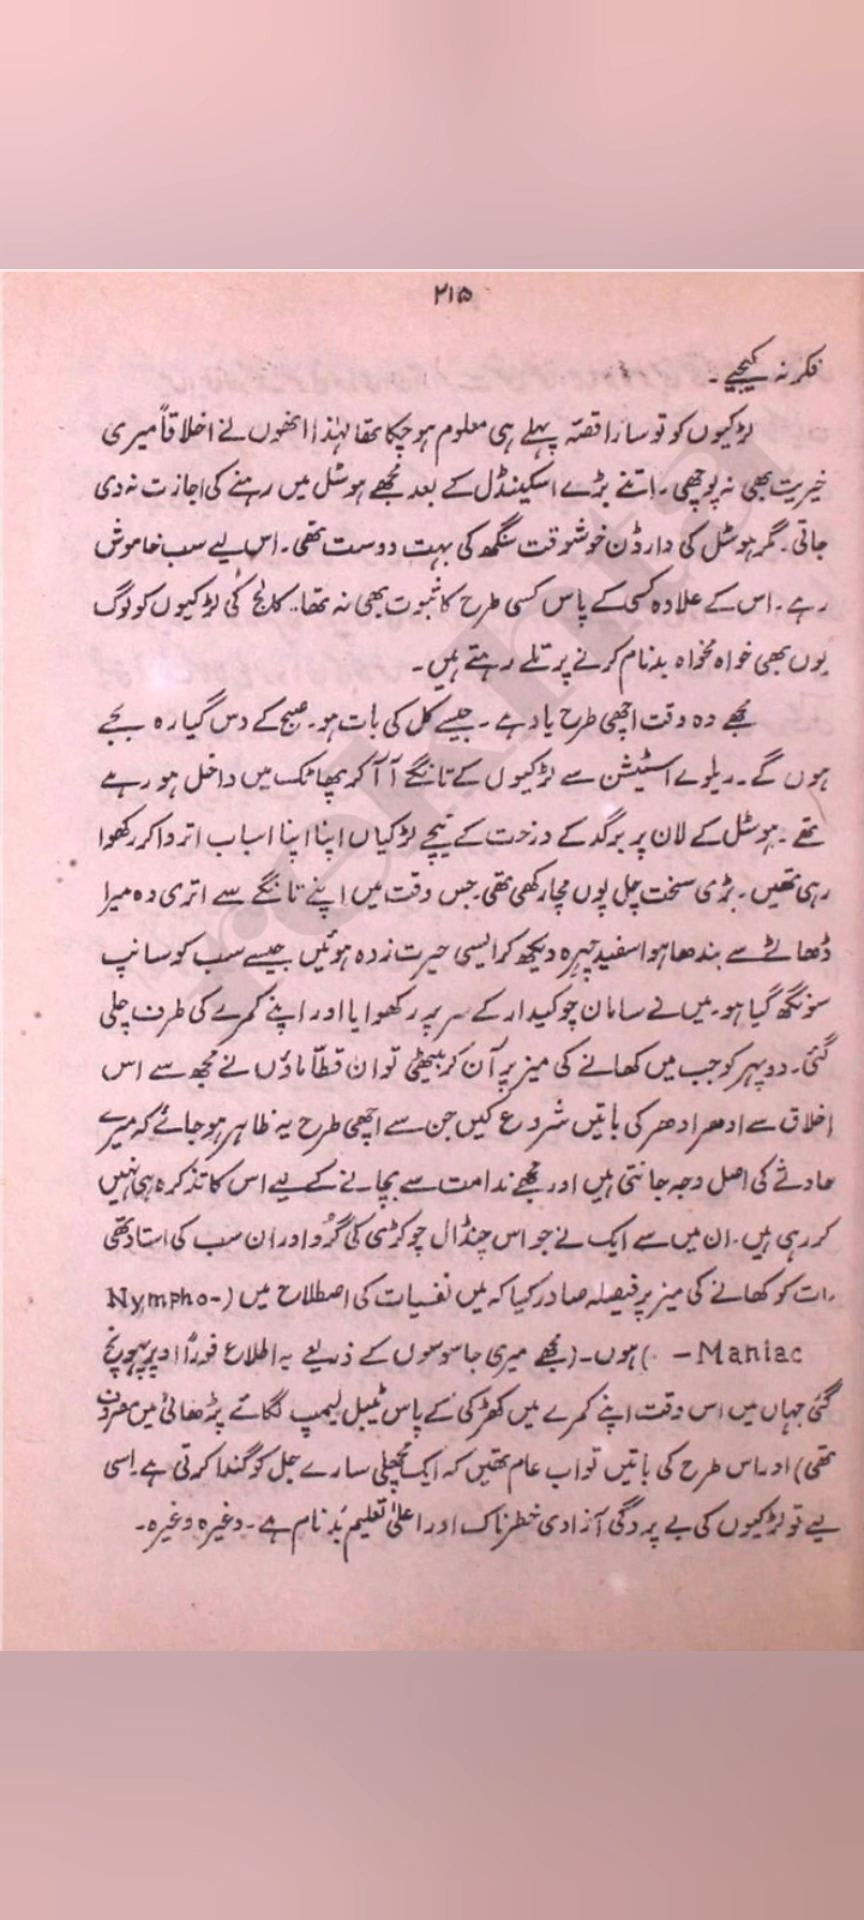 ۲۱۵
فکر نہ کیجیے۔
لڑکیوں کو تو سارا قصّہ پہلے ہی معلوم ہو چکا تھا لہٰذا انھوں نے اخلاقاً میری
خیریت بھی نہ پوچھی۔ اتنے بڑے اسکینڈل کے بعد مجھے ہوسٹل میں رہنے کی اجازت نہ دی
جاتی۔ مگر ہوسٹل کی وارڈن خوشوقت سنگھ کی بہت دوست تھی۔ اس لیے سب خاموش
رہے۔ اس کے علاوہ کسی کے پاس کسی طرح کا ثبوت بھی نہ تھا۔ کالج کی لڑکیوں کو لوگ
یوں بھی خواہ مخواہ بدنام کرنے پر تلے رہتے ہیں۔
مجھے وہ وقت اچھی طرح یاد ہے۔ جیسے کل کی بات ہو۔ صبح کے دس گیارہ بجے
ہوں گے۔ ریلوے اسٹیشن سے لڑکیوں کے تانگے آ آ کر پھاٹک میں داخل ہو رہے
تھے۔ ہوسٹل کے لان پر برگد کے درخت کے نیچے لڑکیاں اپنا اپنا اسباب اتروا کر رکھوا
رہی تھیں۔ بڑی سخت چل پوں مچا رکھی تھی۔ جس وقت میں اپنے تانگے سے اتری وہ میرا
ڈھاٹے سے بندھا ہوا سفید چہرہ دیکھ کر ایسی حیرت زدہ ہوئیں جیسے سب کو سانپ
سونگھ گیا ہو۔ میں نے سامان چوکیدار کے سر پر رکھوایا اور اپنے کمرے کی طرف چلی
گئی۔ دوپہر کو جب میں کھانے کی میز پر آن کر بیٹھی تو ان قطّاماؤں نے مجھ سے اس
اخلاق سے ادھر ادھر کی باتیں شروع کیں جن سے اچھی طرح یہ ظاہر ہو جائے کہ میرے
حادثے کی اصل وجہ جانتی ہیں اور مجھے ندامت سے بچانے کے لیے اس کا تذکرہ ہی نہیں
کر رہی ہیں۔ ان میں سے ایک نے جو اس چنڈال چوکڑی کی گرُو اور ان سب کی استاد تھی
رات کو کھانے کی میز پر فیصلہ صادر کیا کہ میں نفسیات کی اصطلاح میں (Nympho-
-Maniac) ہوں۔ (مجھے میری جاسوسوں کے ذریعے یہ اطلاع فوراً اوپر پہونچ
گئی جہاں میں اس وقت اپنے کمرے میں کھڑکی کے پاس ٹیبل لیمپ لگائے پڑھائی میں مصروف
تھی) اور اس طرح کی باتیں تو اب عام تھیں کہ ایک مچھلی سارے جل کو گندا کرتی ہے۔ اسی
لیے تو لڑکیوں کی بے پردگی آزادی خطرناک اور اعلیٰ تعلیم بدنام ہے۔ وغیرہ وغیرہ۔